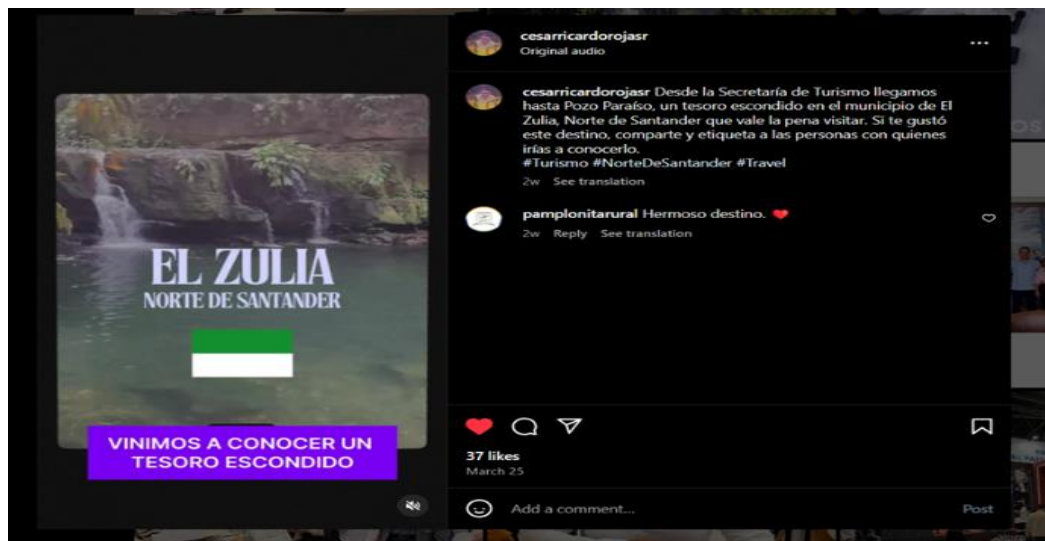 cesarricardorojasr
Original audio
cesarricardorojasr Desde la Secretaría de Turismo llegamos
hasta Pozo Paraíso, un tesoro escondido en el municipio de El
Zulia, Norte de Santander que vale la pena visitar. Si te gustó
este destino, comparte y etiqueta a las personas con quienes
irías a conocerlo.
#Turismo #NorteDeSantander #Travel
2w See translation
pamplonitarural Hermoso destino. ❤️
2w Reply See translation
EL ZULIA
NORTE DE SANTANDER
VINIMOS A CONOCER UN
TESORO ESCONDIDO
37 likes
March 25
Add a comment...
Post